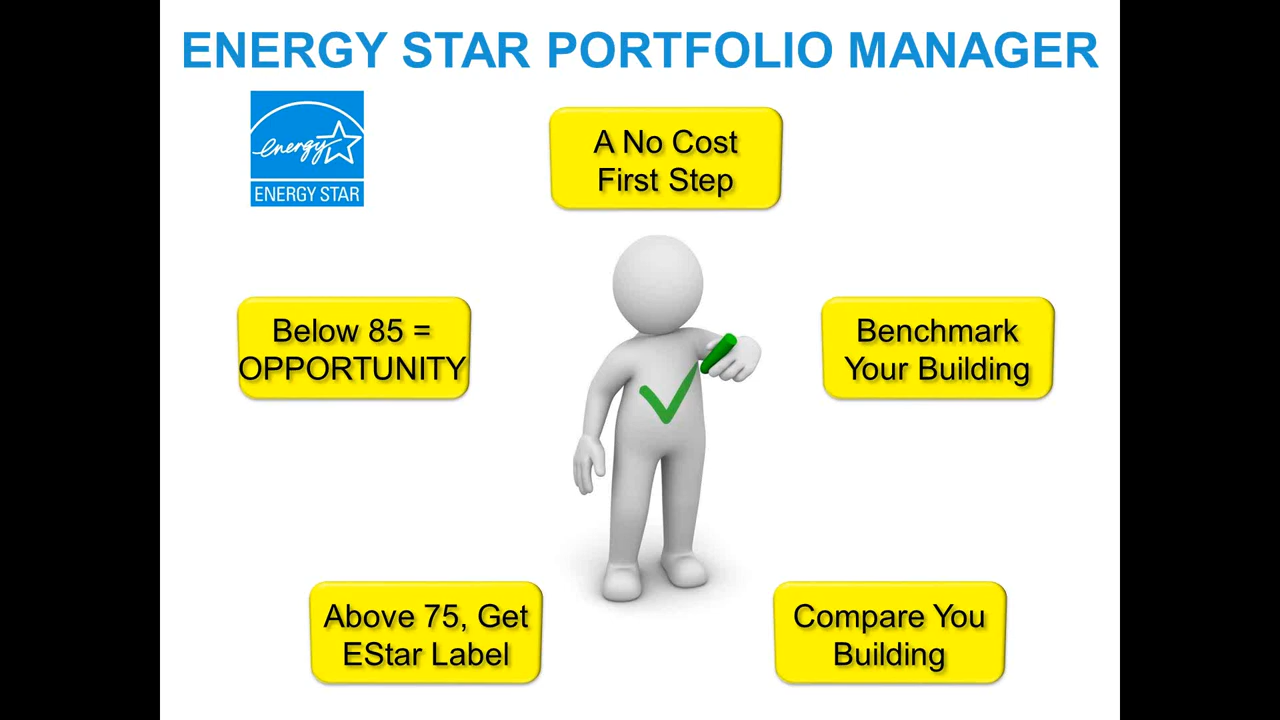 ENERGY STAR PORTFOLIO MANAGER
energy
ENERGY STAR
A No Cost
First Step
Below 85 =
OPPORTUNITY
Benchmark
Your Building
Above 75, Get
EStar Label
Compare You
Building